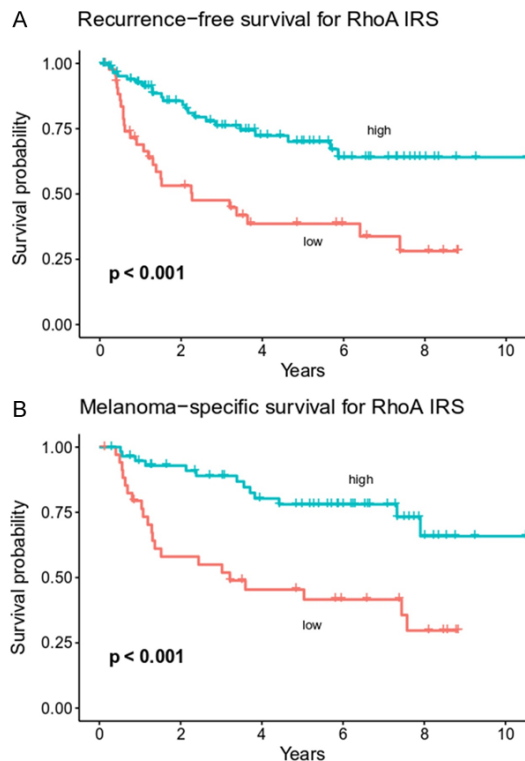 A
Recurrence-free survival for RhoA IRS
Survival probability
1.00
0.75
0.50
0.25
0.00
high
low
p < 0.001
0 2 4 6 8 10
Years
B
Melanoma-specific survival for RhoA IRS
Survival probability
1.00
0.75
0.50
0.25
0.00
high
low
p < 0.001
0 2 4 6 8 10
Years